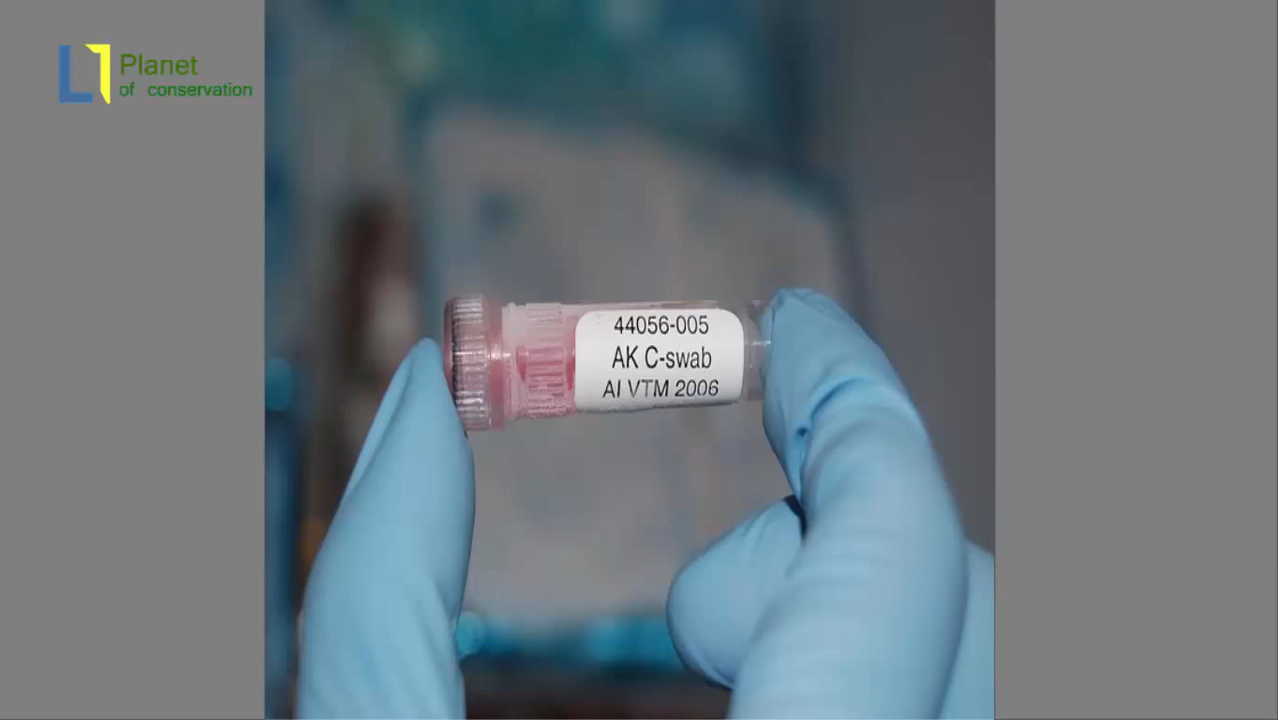 Planet
of conservation
44056-005
AK C-swab
AI VTM 2006